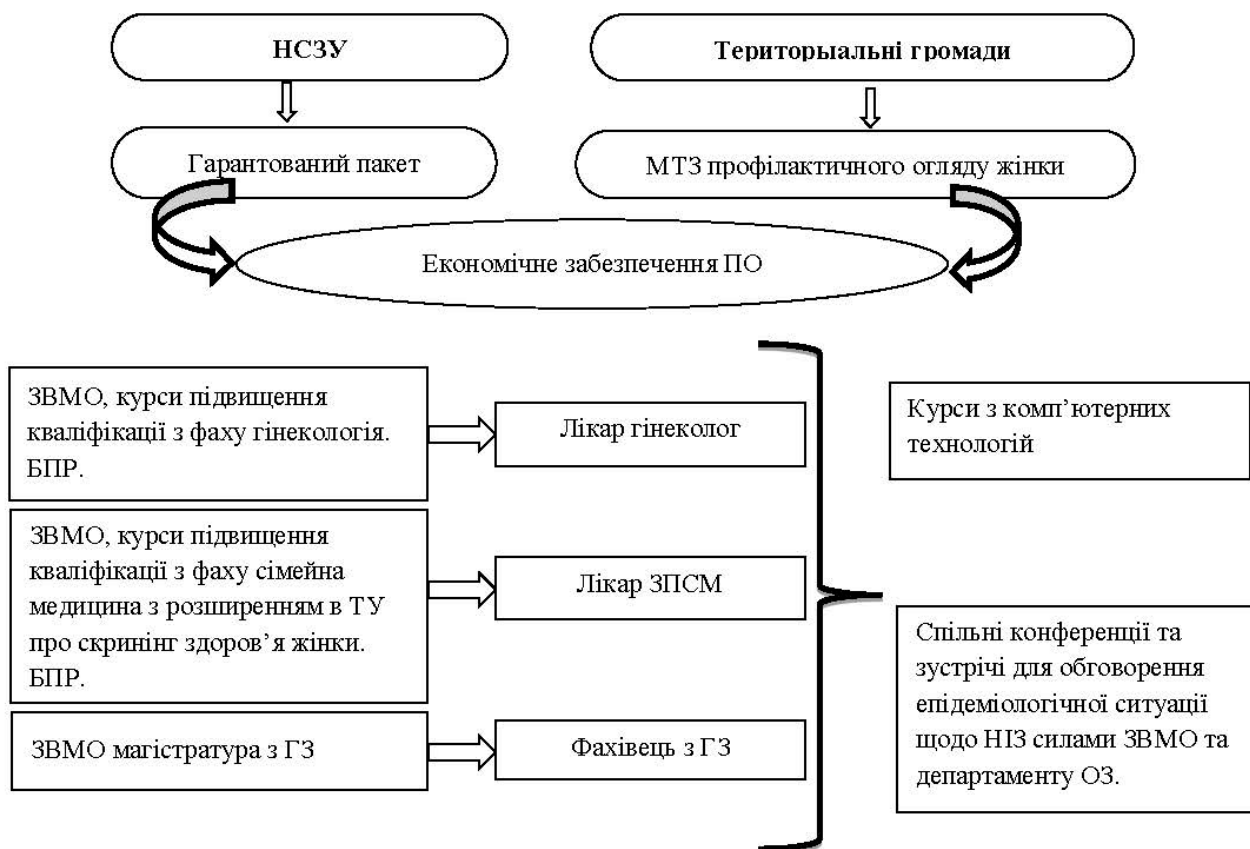 НСЗУ
Територыальні громади
Гарантований пакет
МТЗ профілактичного огляду жінки
Економічне забезпечення ПО
ЗВМО, курси підвищення
кваліфікації з фаху гінекологія.
БПР.
Лікар гінеколог
Курси з комп’ютерних
технологій
ЗВМО, курси підвищення
кваліфікації з фаху сімейна
медицина з розширенням в ТУ
про скринінг здоров’я жінки.
БПР.
Лікар ЗПСМ
Спільні конференції та
зустрічі для обговорення
епідеміологічної ситуації
щодо НІЗ силами ЗВМО та
департаменту ОЗ.
ЗВМО магістратура з ГЗ
Фахівець з ГЗ